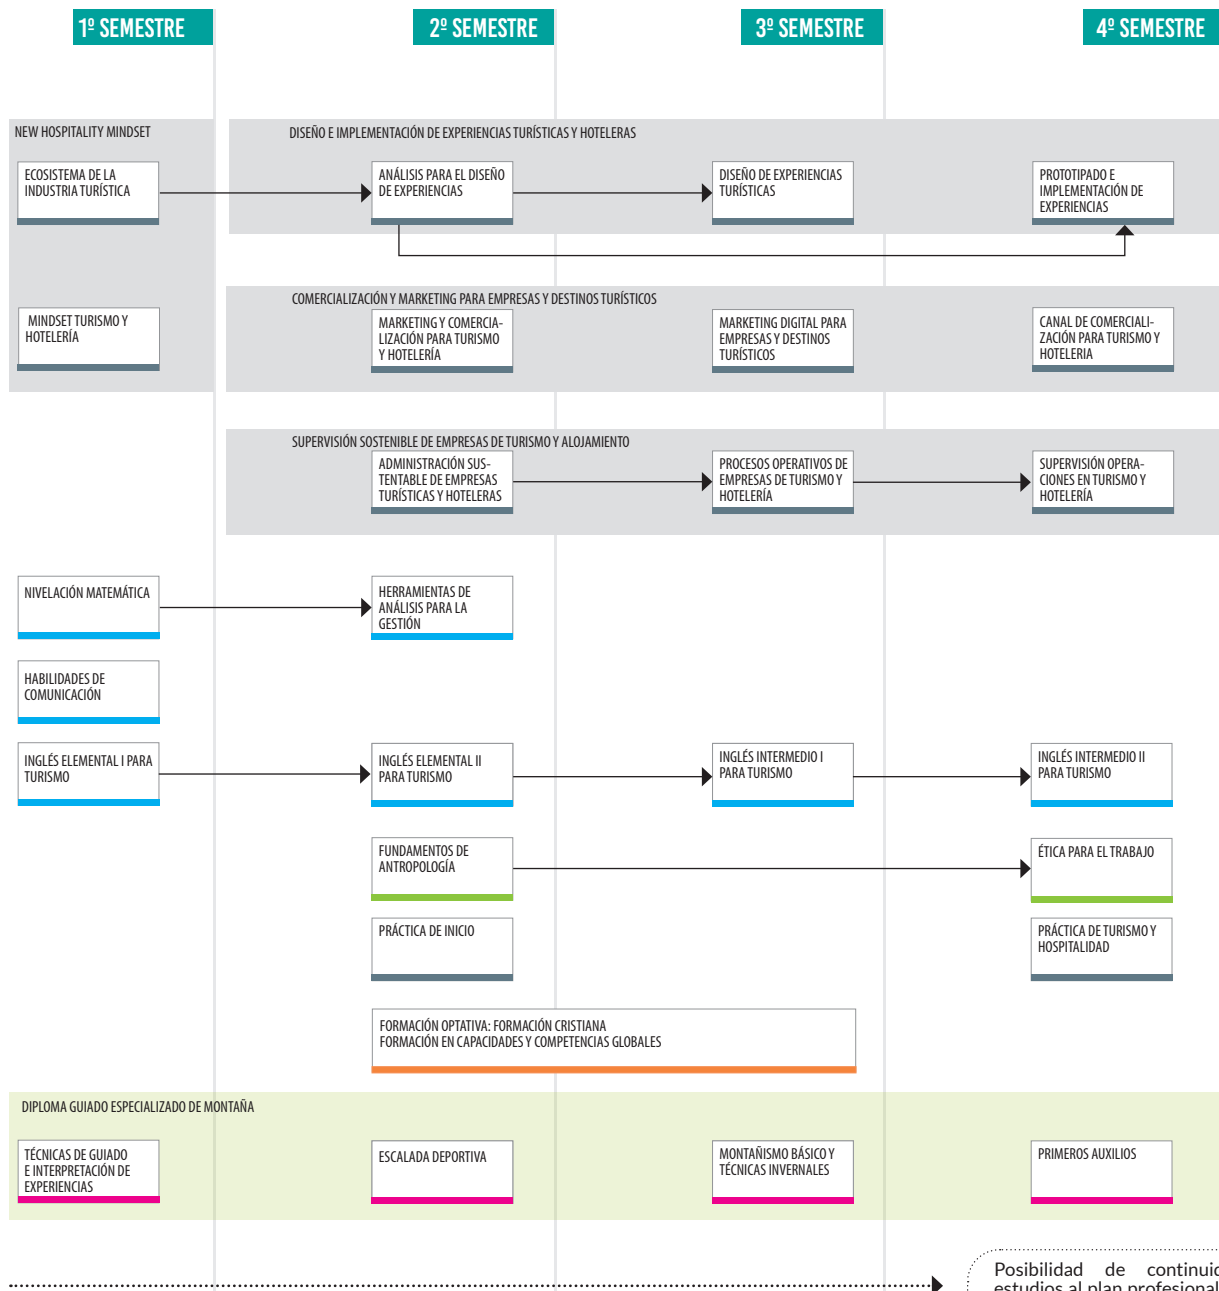 1º SEMESTRE
2º SEMESTRE
3º SEMESTRE
4º SEMESTRE
NEW HOSPITALITY MINDSET
DISEÑO E IMPLEMENTACIÓN DE EXPERIENCIAS TURÍSTICAS Y HOTELERAS
ECOSISTEMA DE LA
INDUSTRIA TURÍSTICA
ANÁLISIS PARA EL DISEÑO
DE EXPERIENCIAS
DISEÑO DE EXPERIENCIAS
TURÍSTICAS
PROTOTIPADO E
IMPLEMENTACIÓN DE
EXPERIENCIAS
COMERCIALIZACIÓN Y MARKETING PARA EMPRESAS Y DESTINOS TURÍSTICOS
MINDSET TURISMO Y
HOTELERÍA
MARKETING Y COMERCIA-
LIZACIÓN PARA TURISMO
Y HOTELERÍA
MARKETING DIGITAL PARA
EMPRESAS Y DESTINOS
TURÍSTICOS
CANAL DE COMERCIALI-
ZACIÓN PARA TURISMO Y
HOTELERIA
SUPERVISIÓN SOSTENIBLE DE EMPRESAS DE TURISMO Y ALOJAMIENTO
ADMINISTRACIÓN SUS-
TENTABLE DE EMPRESAS
TURÍSTICAS Y HOTELERAS
PROCESOS OPERATIVOS DE
EMPRESAS DE TURISMO Y
HOTELERÍA
SUPERVISIÓN OPERA-
CIONES EN TURISMO Y
HOTELERÍA
NIVELACIÓN MATEMÁTICA
HERRAMIENTAS DE
ANÁLISIS PARA LA
GESTIÓN
HABILIDADES DE
COMUNICACIÓN
INGLÉS ELEMENTAL I PARA
TURISMO
INGLÉS ELEMENTAL II
PARA TURISMO
INGLÉS INTERMEDIO I
PARA TURISMO
INGLÉS INTERMEDIO II
PARA TURISMO
FUNDAMENTOS DE
ANTROPOLOGÍA
ÉTICA PARA EL TRABAJO
PRÁCTICA DE INICIO
PRÁCTICA DE TURISMO Y
HOSPITALIDAD
FORMACIÓN OPTATIVA: FORMACIÓN CRISTIANA
FORMACIÓN EN CAPACIDADES Y COMPETENCIAS GLOBALES
DIPLOMA GUIADO ESPECIALIZADO DE MONTAÑA
TÉCNICAS DE GUIADO
E INTERPRETACIÓN DE
EXPERIENCIAS
ESCALADA DEPORTIVA
MONTAÑISMO BÁSICO Y
TÉCNICAS INVERNALES
PRIMEROS AUXILIOS
Posibilidad de continuid
estudios al plan profesional